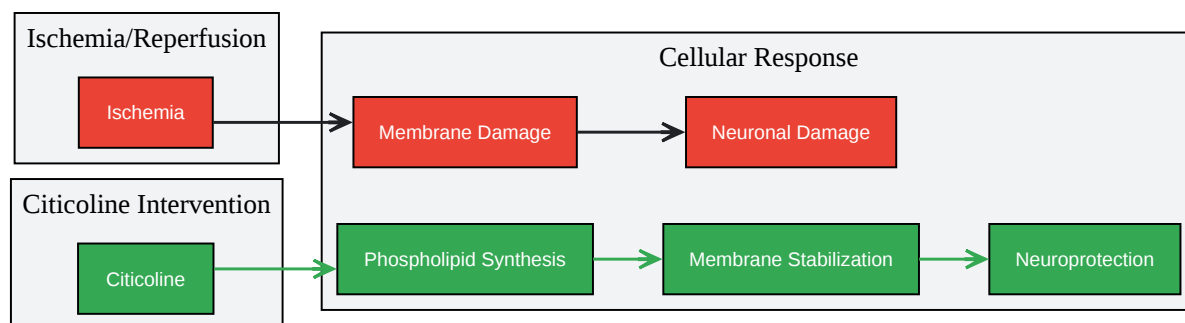 Ischemia/Reperfusion
Ischemia
Cellular Response
Membrane Damage
Neuronal Damage
Citicoline Intervention
Citicoline
Phospholipid Synthesis
Membrane Stabilization
Neuroprotection